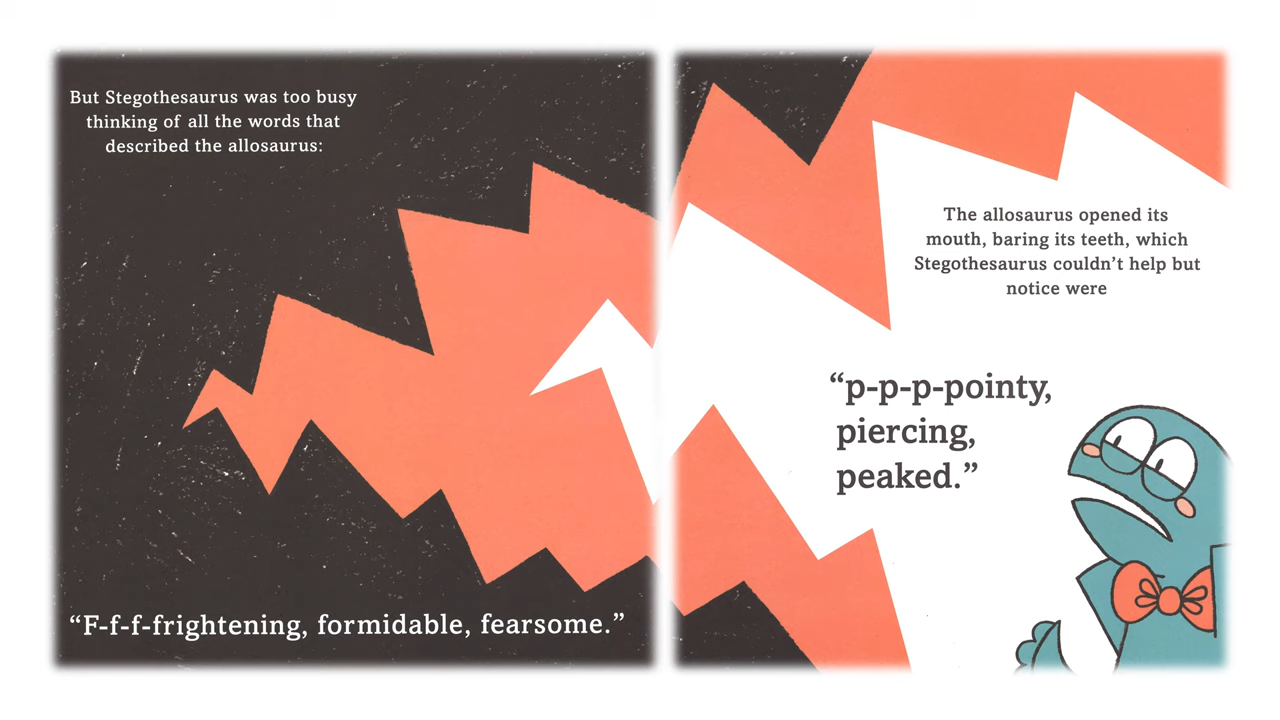 But Stegothesaurus was too busy
thinking of all the words that
described the allosaurus:
“F-f-f-frightening, formidable, fearsome.”
The allosaurus opened its
mouth, baring its teeth, which
Stegothesaurus couldn’t help but
notice were
“p-p-p-pointy,
piercing,
peaked.”